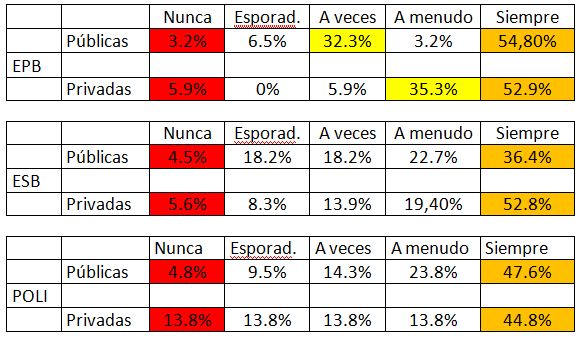 Nunca Esporad. A veces A menudo Siempre
Públicas 3.2% 6.5% 32.3% 3.2% 54,80%
EPB
Privadas 5.9% 0% 5.9% 35.3% 52.9%
Nunca Esporad. A veces A menudo Siempre
Públicas 4.5% 18.2% 18.2% 22.7% 36.4%
ESB
Privadas 5.6% 8.3% 13.9% 19,40% 52.8%
Nunca Esporad. A veces A menudo Siempre
Públicas 4.8% 9.5% 14.3% 23.8% 47.6%
POLI
Privadas 13.8% 13.8% 13.8% 13.8% 44.8%